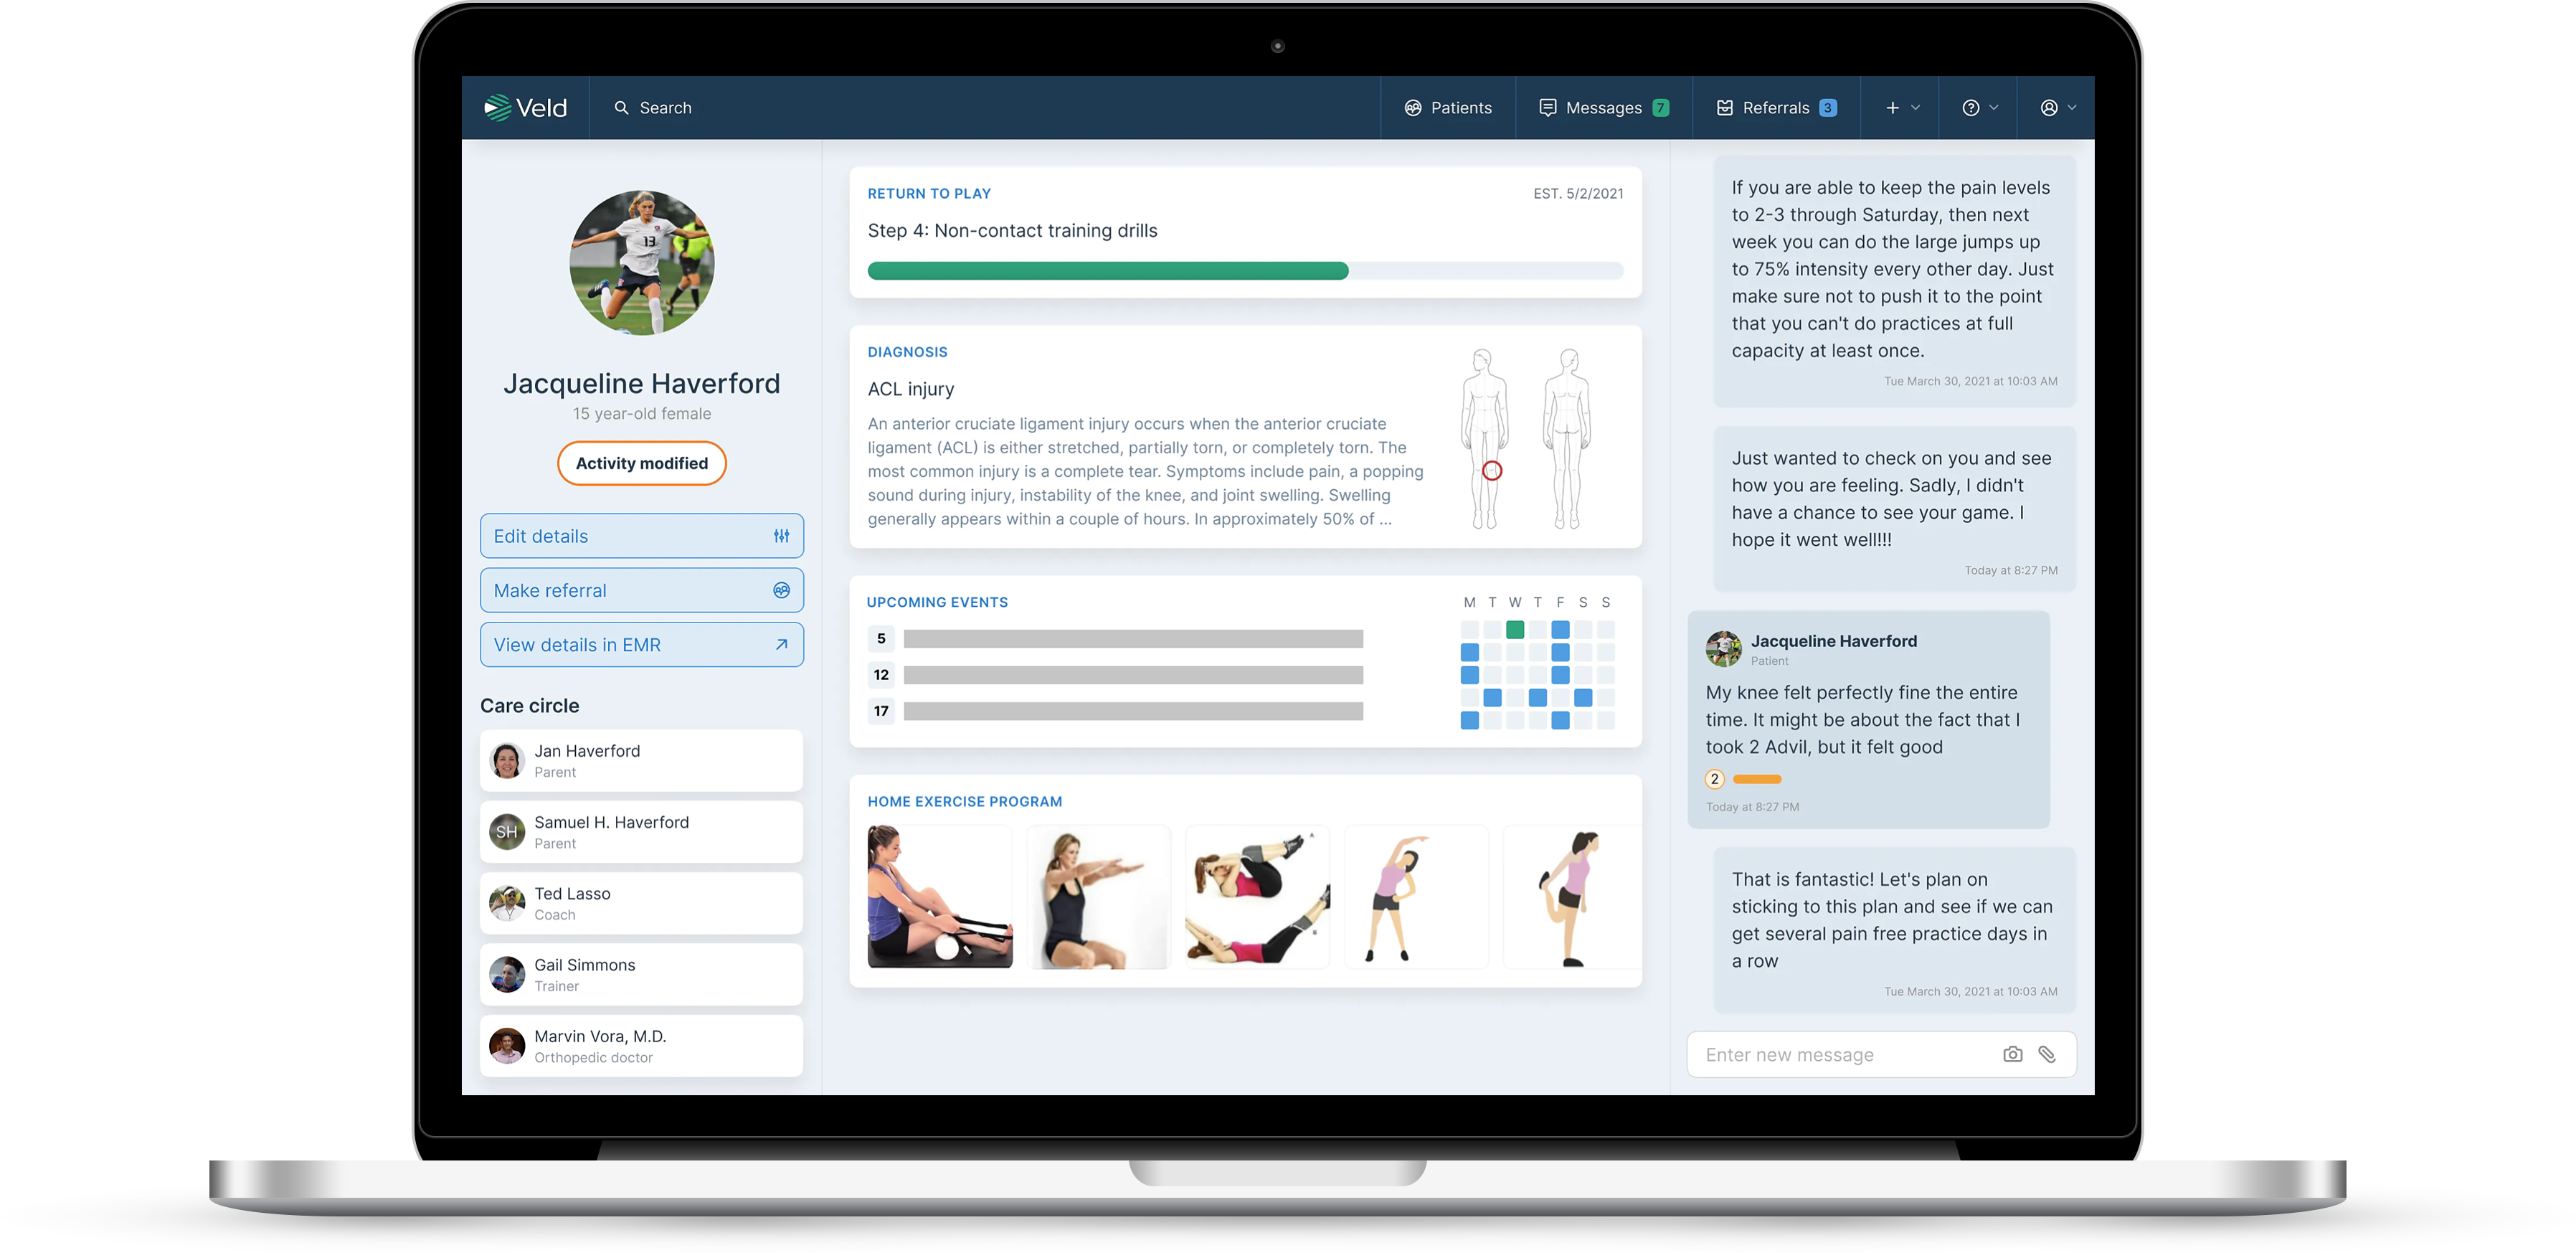 Veld
Search
Patients
Messages 7
Referrals 3
Jacqueline Haverford
15 year-old female
Activity modified
Edit details
Make referral
View details in EMR
Care circle
Jan Haverford
Parent
SH
Samuel H. Haverford
Parent
Ted Lasso
Coach
Gail Simmons
Trainer
Marvin Vora, M.D.
Orthopedic doctor
RETURN TO PLAY
EST. 5/2/2021
Step 4: Non-contact training drills
DIAGNOSIS
ACL injury
An anterior cruciate ligament injury occurs when the anterior cruciate
ligament (ACL) is either stretched, partially torn, or completely torn. The
most common injury is a complete tear. Symptoms include pain, a popping
sound during injury, instability of the knee, and joint swelling. Swelling
generally appears within a couple of hours. In approximately 50% of ...
UPCOMING EVENTS
5
12
17
M T W T F S S
HOME EXERCISE PROGRAM
If you are able to keep the pain levels
to 2-3 through Saturday, then next
week you can do the large jumps up
to 75% intensity every other day. Just
make sure not to push it to the point
that you can't do practices at full
capacity at least once.
Tue March 30, 2021 at 10:03 AM
Just wanted to check on you and see
how you are feeling. Sadly, I didn't
have a chance to see your game. I
hope it went well!!!
Today at 8:27 PM
Jacqueline Haverford
Patient
My knee felt perfectly fine the entire
time. It might be about the fact that I
took 2 Advil, but it felt good
2
Today at 8:27 PM
That is fantastic! Let's plan on
sticking to this plan and see if we can
get several pain free practice days in
a row
Tue March 30, 2021 at 10:03 AM
Enter new message
13